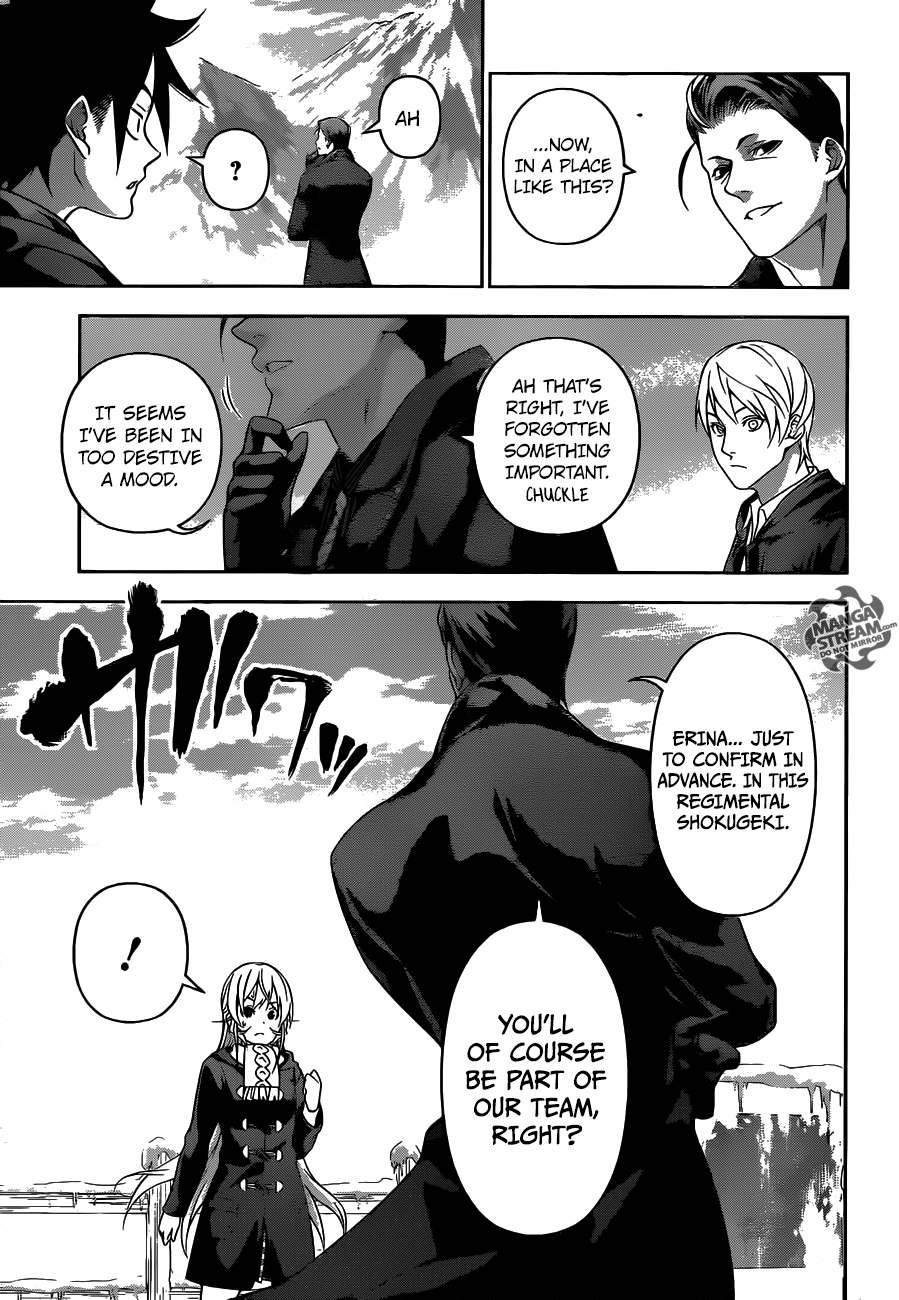 ...NOW,
IN A PLACE
LIKE THIS?
AH
?
AH THAT'S
RIGHT, I'VE
FORGOTTEN
SOMETHING
IMPORTANT.
CHUCKLE
IT SEEMS
I'VE BEEN IN
TOO DESTIVE
A MOOD.
MANGA
STREAM.com
DO NOT MIRROR
ザワッ
ERINA... JUST
TO CONFIRM IN
ADVANCE. IN THIS
REGIMENTAL
SHOKUGEKI.
!
YOU'LL
OF COURSE
BE PART OF
OUR TEAM,
RIGHT?